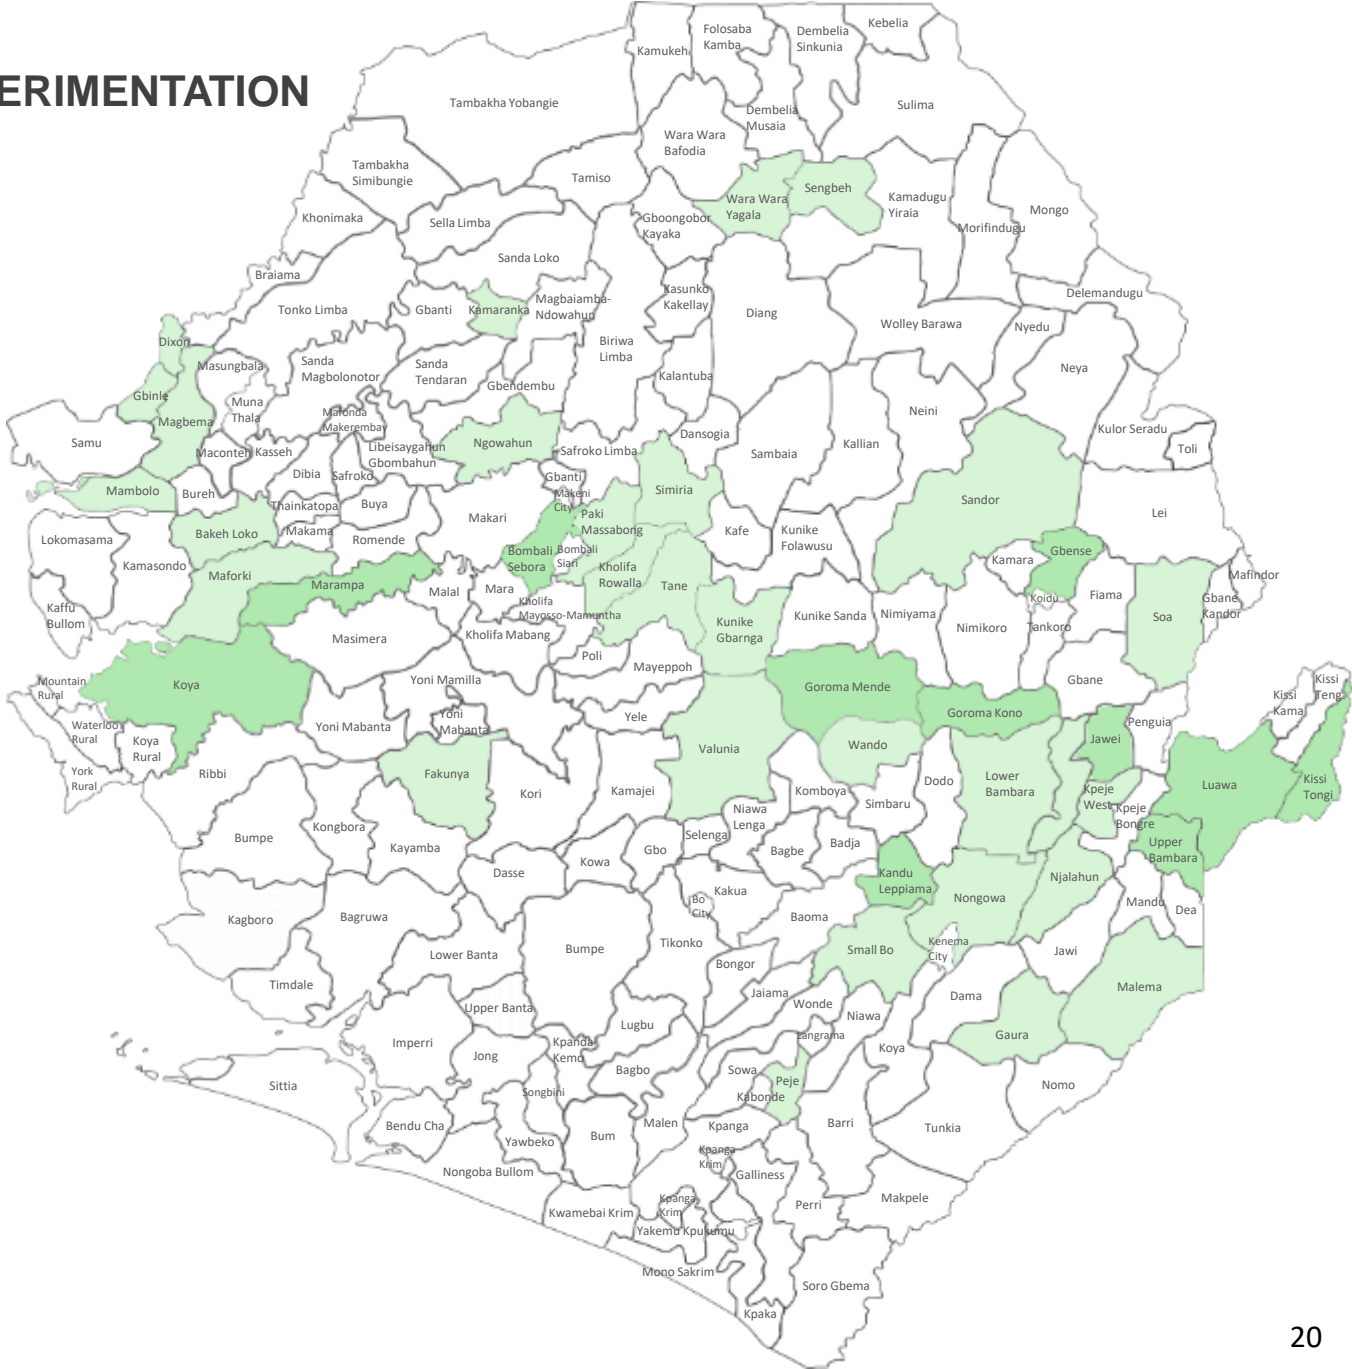 ERIMENTATION
Kebelia
Folosaba
Kamba
Dembelia
Sinkunia
Kamukeh
Tambakha Yobangie
Sulima
Dembelia
Musaia
Wara Wara
Bafodia
Tambakha
Simibungie
Tamiso
Sengbeh
Wara Wara
Yagala
Kamadugu
Yiraia
Mongo
Khonimaka
Sella Limba
Gboongobor
Kayaka
Morifindugu
Sanda Loko
Braiama
Delemandugu
Kasunko
Kakellay
Magbaiamba-
Ndowahun
Tonko Limba
Gbanti
Kamaranka
Diang
Wolley Barawa
Nyedu
Dixon
Biriwa
Limba
Masungbala
Sanda
Magbolonotor
Sanda
Tendaran
Neya
Kalantuba
Gbendembu
Gbinle
Muna
Thala
Mafonda
Makerembay
Neini
Magbema
Kulor Seradu
Dansogia
Samu
Libeisaygahun
Gbombahun
Ngowahun
Kallian
Toli
Maconteh
Kasseh
Safroko Limba
Sambaia
Dibia
Safroko
Gbanti
Mambolo
Bureh
Makeni
City
Simiria
Sandor
Thainkatopa
Buya
Paki
Massabong
Lei
Makari
Bakeh Loko
Makama
Romende
Kafe
Kunike
Folawusu
Lokomasama
Bombali
Sebora
Bombali
Siari
Gbense
Kamara
Kamasondo
Maforki
Marampa
Kholifa
Rowalla
Tane
Mafindor
Malal
Mara
Fiama
Koidu
Gbane
Kandor
Kaffu
Bullom
Kholifa
Mayosso-Mamuntha
Kunike
Gbarnga
Kunike Sanda
Nimiyama
Soa
Nimikoro
Tankoro
Masimera
Kholifa Mabang
Poli
Mayeppoh
Mountain
Rural
Koya
Yoni Mamilla
Goroma Mende
Gbane
Kissi
Teng
Kissi
Kama
Goroma Kono
Yele
Yoni
Mabanta
Yoni Mabanta
Waterloo
Rural
Koya
Rural
Penguia
Jawei
Valunia
Wando
York
Rural
Ribbi
Fakunya
Lower
Bambara
Dodo
Luawa
Kissi
Tongi
Kori
Kamajei
Komboya
Kpeje
West
Simbaru
Kpeje
Bongre
Niawa
Lenga
Kongbora
Bumpe
Selenga
Kayamba
Gbo
Badja
Bagbe
Upper
Bambara
Kowa
Dasse
Kandu
Leppiama
Njalahun
Kakua
Nongowa
Bo
City
Mandu
Dea
Kagboro
Bagruwa
Baoma
Tikonko
Kenema
City
Bumpe
Small Bo
Jawi
Lower Banta
Bongor
Timdale
Malema
Jaiama
Dama
Wonde
Upper Banta
Niawa
Lugbu
Langrama
Gaura
Imperri
Kpanda
Kemo
Koya
Jong
Bagbo
Sowa
Peje
Sittia
Nomo
Songbini
Kabonde
Bendu Cha
Malen
Kpanga
Barri
Tunkia
Yawbeko
Bum
Kpanga
Krim
Nongoba Bullom
Galliness
Kpanga
Krim
Makpele
Perri
Kwamebai Krim
Yakemu Kpukumu
Mono Sakrim
Soro Gbema
Kpaka
20